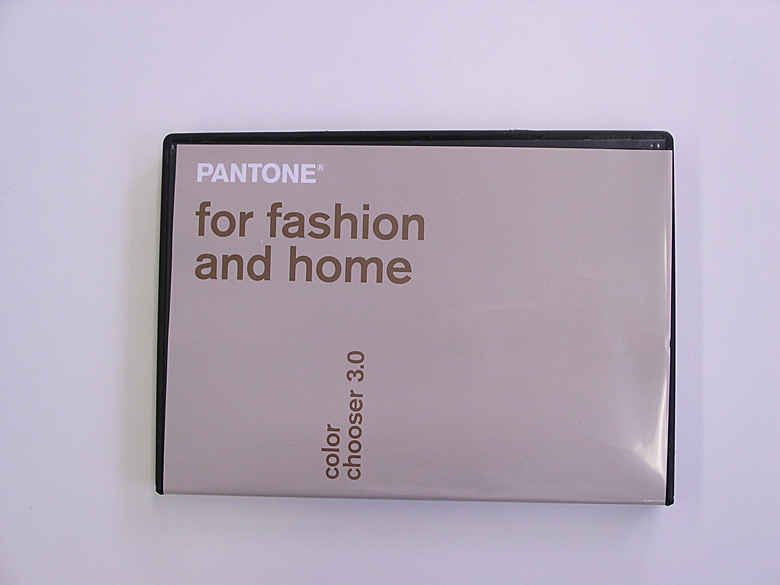 PANTONE®
for fashion
and home
color
chooser 3.0